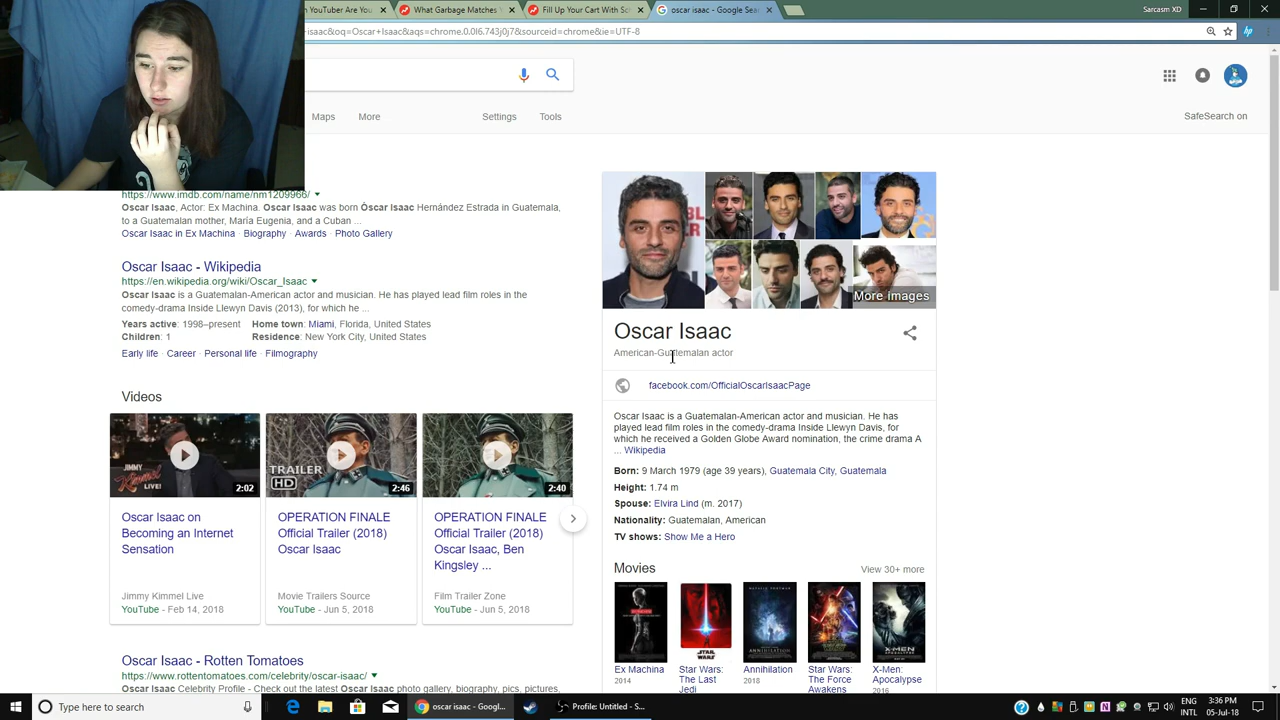 n YouTuber Are You
What Garbage Matches Y
Fill Up Your Cart With So
oscar isaac - Google Sea
Sarcasm XD
isaac&oq=Oscar+Isaac&aqs=chrome.0.0l6.743j0j7&sourceid=chrome&ie=UTF-8
Maps More Settings Tools
SafeSearch on
https://www.imdb.com/name/nm1209966/
Oscar Isaac, Actor: Ex Machina. Oscar Isaac was born Óscar Isaac Hernández Estrada in Guatemala,
to a Guatemalan mother, María Eugenia, and a Cuban ...
Oscar Isaac in Ex Machina · Biography · Awards · Photo Gallery
Oscar Isaac - Wikipedia
https://en.wikipedia.org/wiki/Oscar_Isaac
Oscar Isaac is a Guatemalan-American actor and musician. He has played lead film roles in the
comedy-drama Inside Llewyn Davis (2013), for which he ...
Years active: 1998–present Home town: Miami, Florida, United States
Children: 1 Residence: New York City, United States
Early life · Career · Personal life · Filmography
Videos
JIMMY
KIMMEL
LIVE!
2:02
TRAILER
HD
2:46
2:40
Oscar Isaac on
Becoming an Internet
Sensation
Jimmy Kimmel Live
YouTube - Feb 14, 2018
OPERATION FINALE
Official Trailer (2018)
Oscar Isaac
Movie Trailers Source
YouTube - Jun 5, 2018
OPERATION FINALE
Official Trailer (2018)
Oscar Isaac, Ben
Kingsley ...
Film Trailer Zone
YouTube - Jun 5, 2018
Oscar Isaac - Rotten Tomatoes
https://www.rottentomatoes.com/celebrity/oscar-isaac/
Oscar Isaac Celebrity Profile - Check out the latest Oscar Isaac photo gallery, biography, pics, pictures,
More images
Oscar Isaac
American-Guatemalan actor
facebook.com/OfficialOscarIsaacPage
Oscar Isaac is a Guatemalan-American actor and musician. He has
played lead film roles in the comedy-drama Inside Llewyn Davis, for
which he received a Golden Globe Award nomination, the crime drama A
... Wikipedia
Born: 9 March 1979 (age 39 years), Guatemala City, Guatemala
Height: 1.74 m
Spouse: Elvira Lind (m. 2017)
Nationality: Guatemalan, American
TV shows: Show Me a Hero
Movies View 30+ more
STAR
WARS
ANNIHILATION
Ex Machina
2014
Star Wars:
The Last
Jedi
Annihilation
2018
Star Wars:
The Force
Awakens
X-Men:
Apocalypse
2016
Type here to search
oscar isaac - Googl...
Profile: Untitled - S...
ENG
INTL
3:36 PM
05-Jul-18